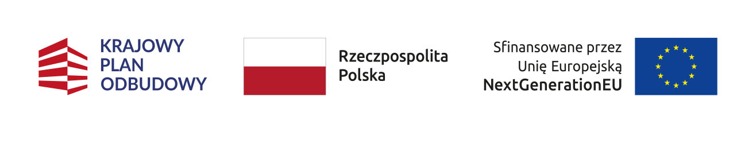 KRAJOWY
PLAN
ODBUDOWY
Rzeczpospolita
Polska
Sfinansowane przez
Unię Europejską
NextGenerationEU